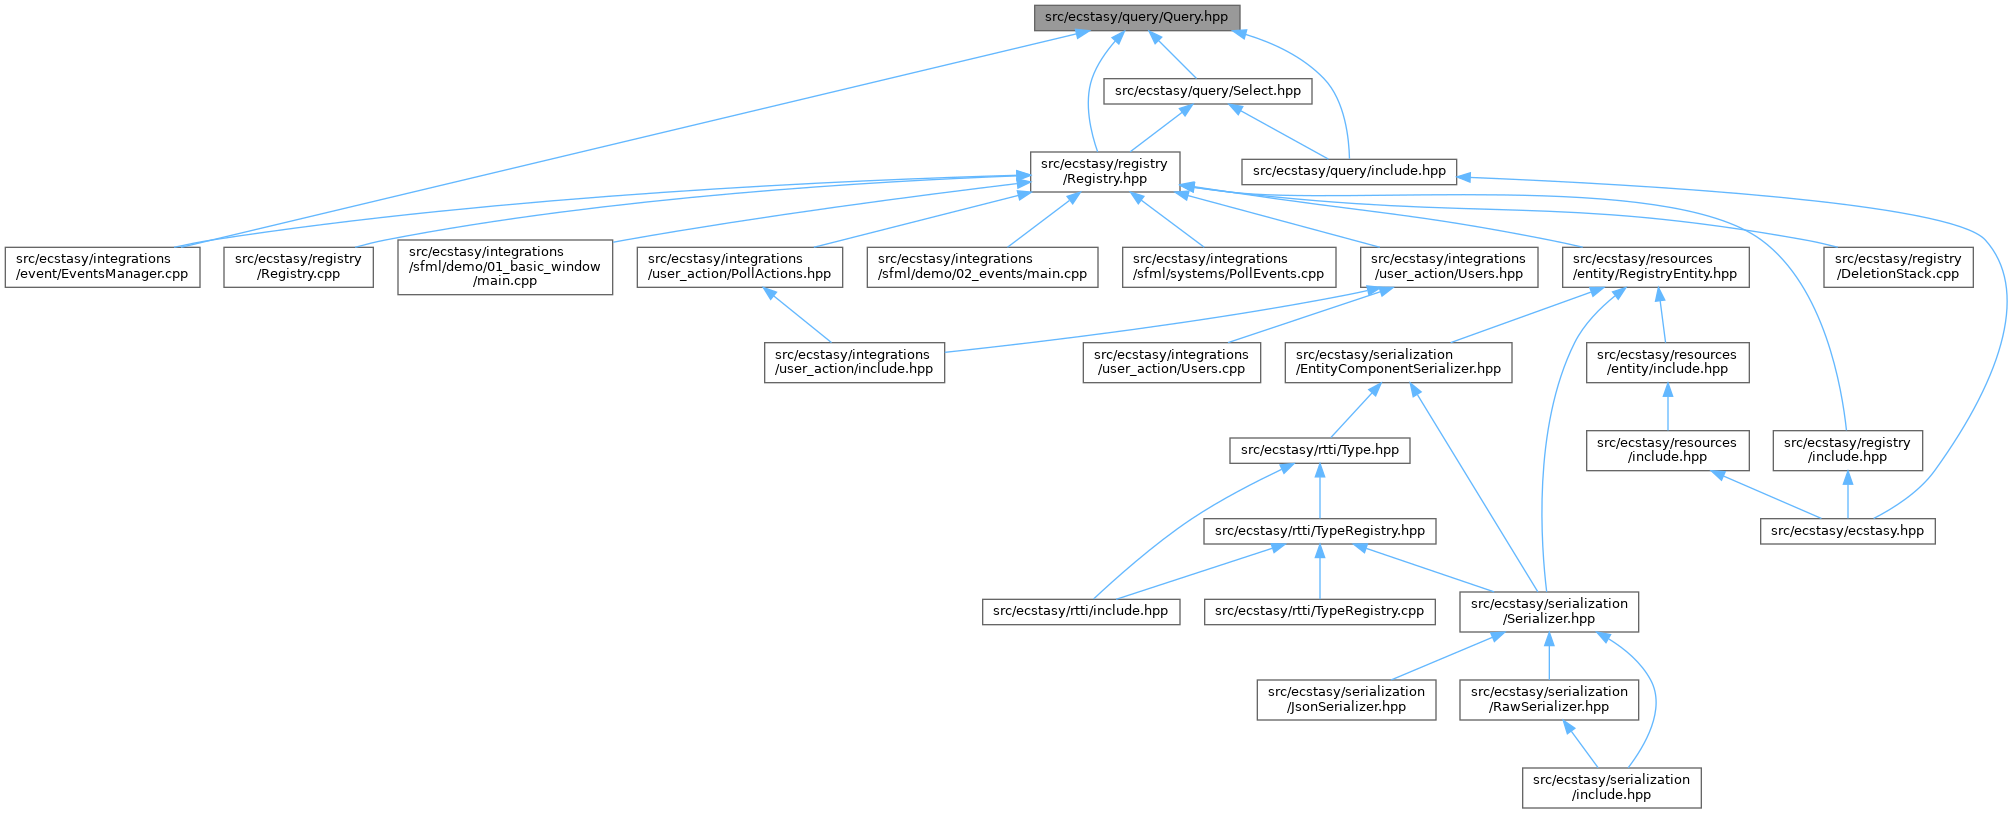 src/ecstasy/query/Query.hpp
src/ecstasy/query/Select.hpp
src/ecstasy/registry
/Registry.hpp
src/ecstasy/query/include.hpp
src/ecstasy/integrations
/event/EventsManager.cpp
src/ecstasy/registry
/Registry.cpp
src/ecstasy/integrations
/sfml/demo/01_basic_window
/main.cpp
src/ecstasy/integrations
/user_action/PollActions.hpp
src/ecstasy/integrations
/sfml/demo/02_events/main.cpp
src/ecstasy/integrations
/sfml/systems/PollEvents.cpp
src/ecstasy/integrations
/user_action/Users.hpp
src/ecstasy/resources
/entity/RegistryEntity.hpp
src/ecstasy/registry
/DeletionStack.cpp
src/ecstasy/integrations
/user_action/include.hpp
src/ecstasy/integrations
/user_action/Users.cpp
src/ecstasy/serialization
/EntityComponentSerializer.hpp
src/ecstasy/resources
/entity/include.hpp
src/ecstasy/rtti/Type.hpp
src/ecstasy/resources
/include.hpp
src/ecstasy/registry
/include.hpp
src/ecstasy/rtti/TypeRegistry.hpp
src/ecstasy/ecstasy.hpp
src/ecstasy/rtti/include.hpp
src/ecstasy/rtti/TypeRegistry.cpp
src/ecstasy/serialization
/Serializer.hpp
src/ecstasy/serialization
/JsonSerializer.hpp
src/ecstasy/serialization
/RawSerializer.hpp
src/ecstasy/serialization
/include.hpp